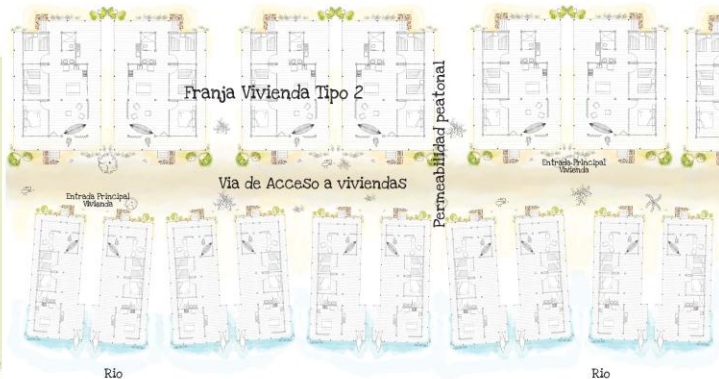 Franja Vivienda Tipo 2
Permeabilidad peatonal
Entrada Principal
Vivienda
Via de Acceso a viviendas
Entrada Principal
Vivienda
Rio
Rio